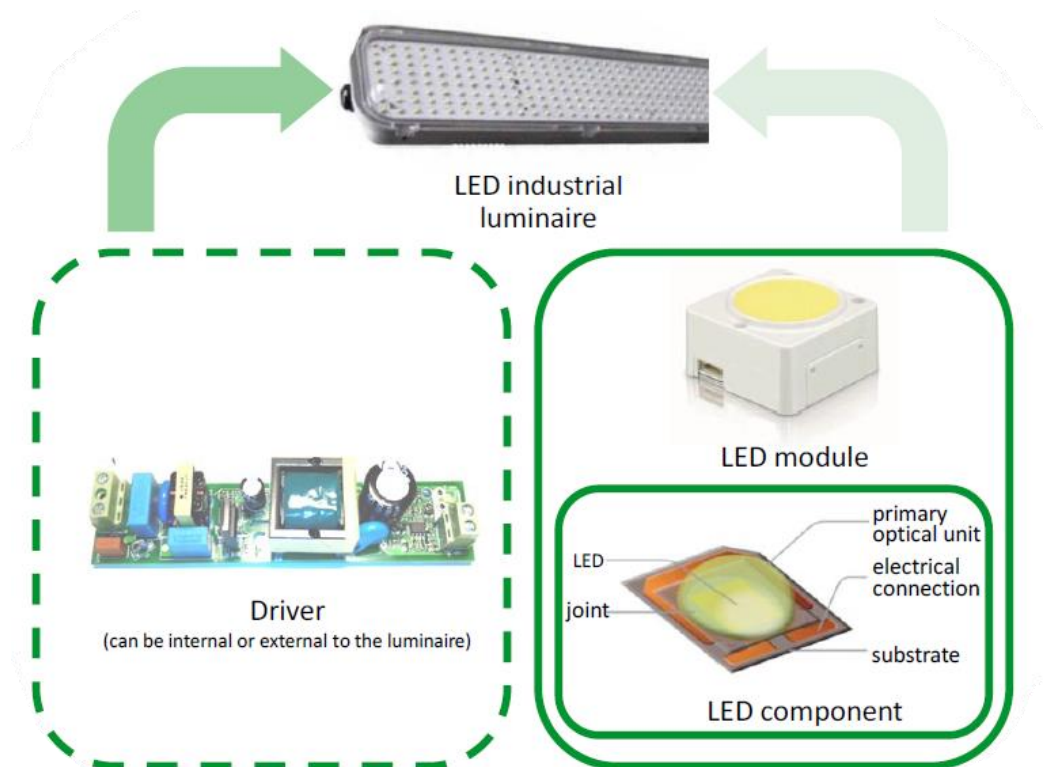 LED industrial
luminaire
LED module
primary
optical unit
LED
electrical
connection
joint
substrate
LED component
Driver
(can be internal or external to the luminaire)